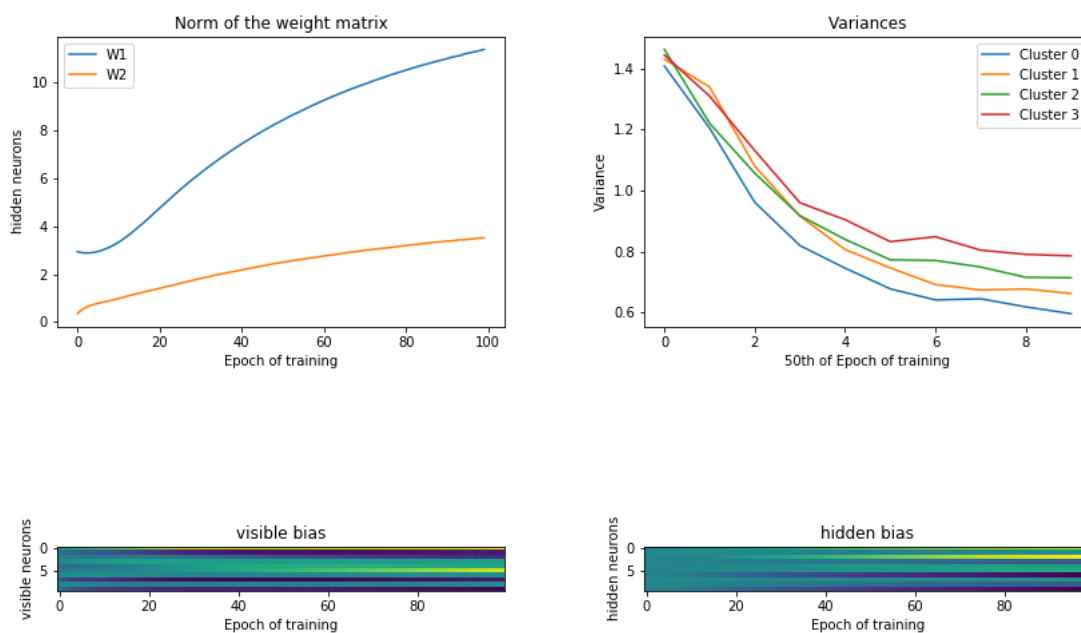 Norm of the weight matrix
W1
W2
hidden neurons
10
8
6
4
2
0
0 20 40 60 80 100
Epoch of training
Variances
Cluster 0
Cluster 1
Cluster 2
Cluster 3
Variance
1.4
1.2
1.0
0.8
0.6
0 2 4 6 8
50th of Epoch of training
visible bias
visible neurons
0
5
0 20 40 60 80
Epoch of training
hidden bias
hidden neurons
0
5
0 20 40 60 80
Epoch of training